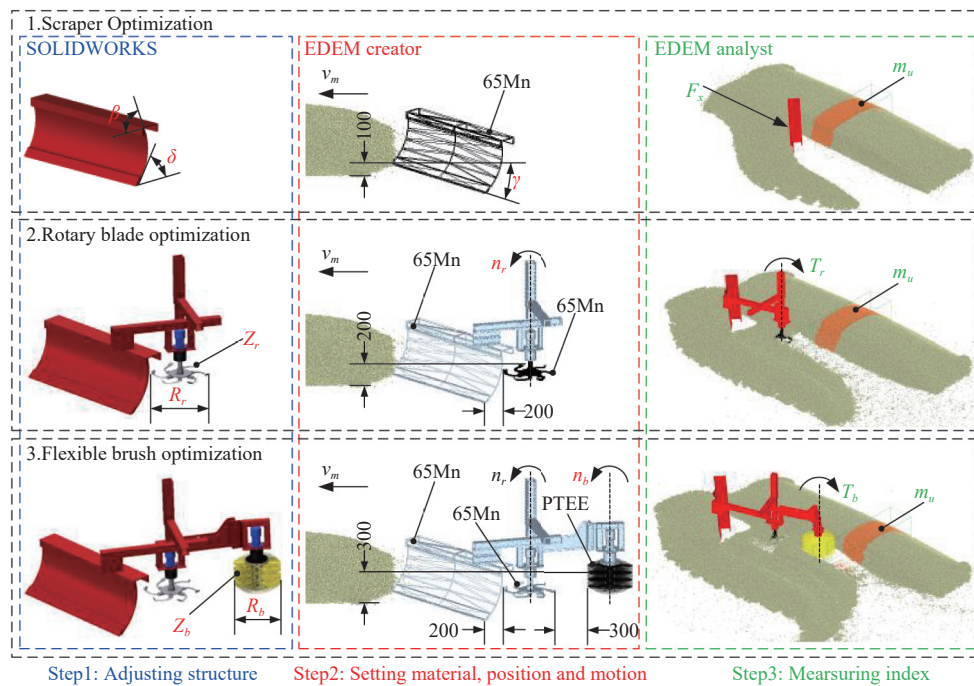 1.Scraper Optimization
SOLIDWORKS
EDEM creator
EDEM analyst
β
δ
v_m
65Mn
100
γ
F_x
m_u
2.Rotary blade optimization
Z_r
R_r
v_m
65Mn
n_r
65Mn
200
200
T_r
m_u
3.Flexible brush optimization
Z_b
R_b
v_m
65Mn
n_r
n_b
PTEE
65Mn
300
200
300
T_b
m_u
Step1: Adjusting structure
Step2: Setting material, position and motion
Step3: Mearsuring index